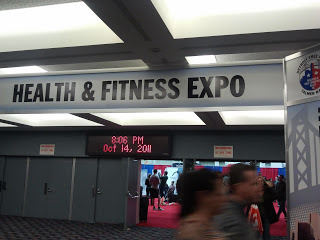 HEALTH & FITNESS EXPO
8:06 PM
Oct 14, 2011